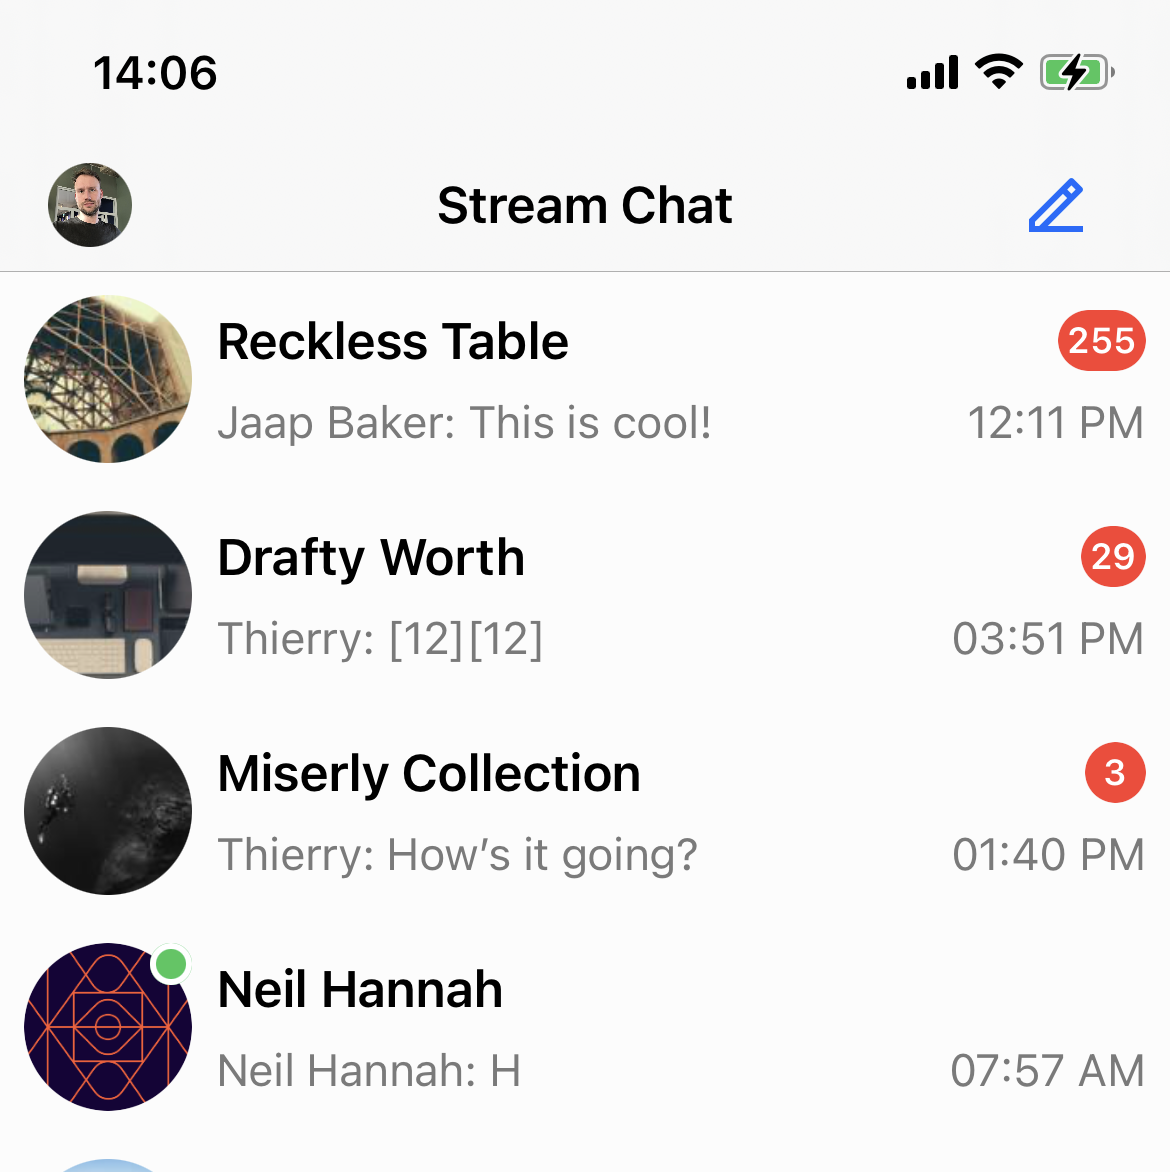 14:06
Stream Chat
Reckless Table
255
Jaap Baker: This is cool!
12:11 PM
Drafty Worth
29
Thierry: [12][12]
03:51 PM
Miserly Collection
3
Thierry: How’s it going?
01:40 PM
Neil Hannah
Neil Hannah: H
07:57 AM